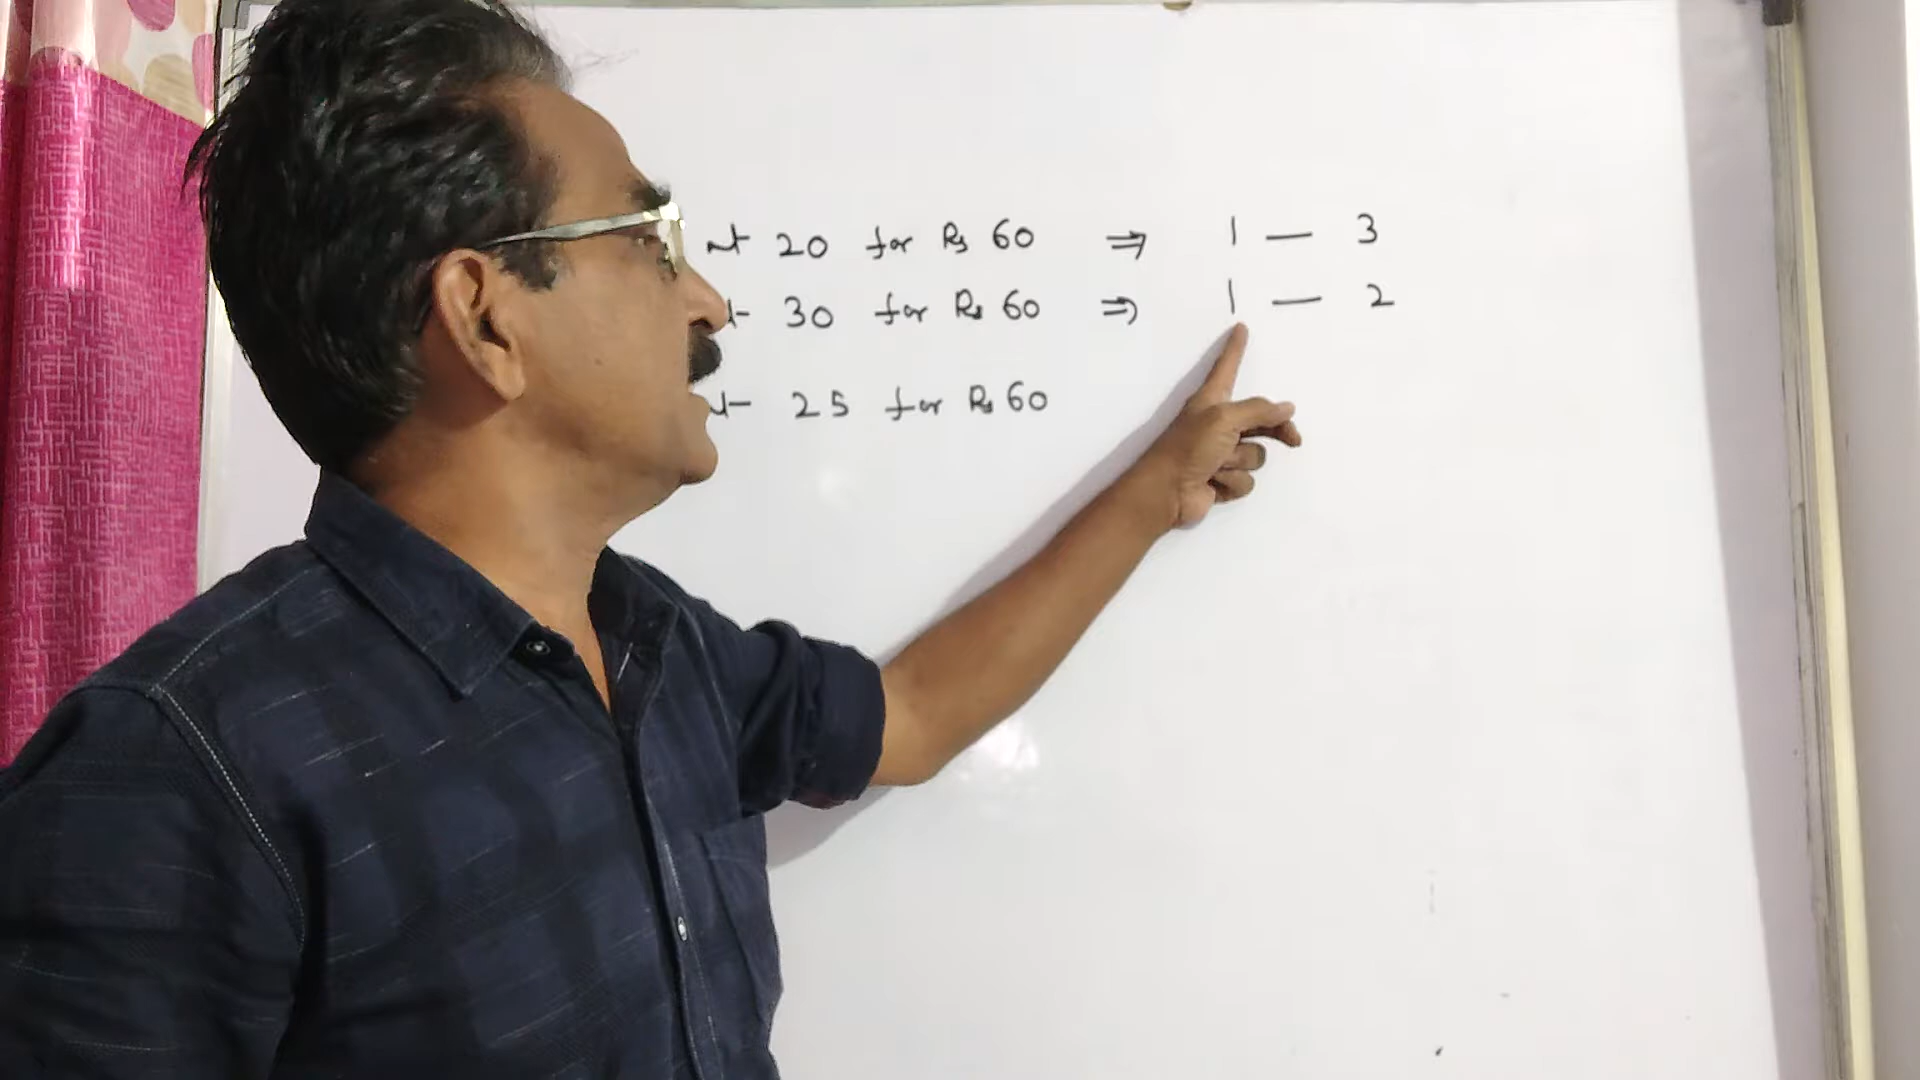 20 for Rs 60 ⇒ 1 — 3
30 for Rs 60 ⇒ 1 — 2
25 for Rs 60